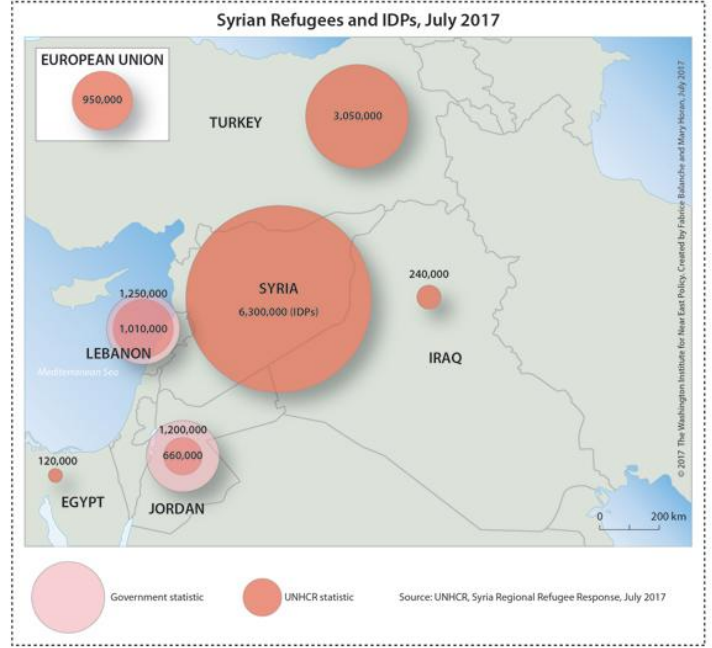 Syrian Refugees and IDPs, July 2017
EUROPEAN UNION
950,000
TURKEY
3,050,000
SYRIA
6,300,000 (IDPs)
240,000
IRAQ
1,250,000
1,010,000
LEBANON
Mediterranean Sea
1,200,000
660,000
JORDAN
120,000
EGYPT
0 200 km
© 2017 The Washington Institute for Near East Policy. Created by Fabrice Balanche and Mary Horan, July 2017
Government statistic
UNHCR statistic
Source: UNHCR, Syria Regional Refugee Response, July 2017